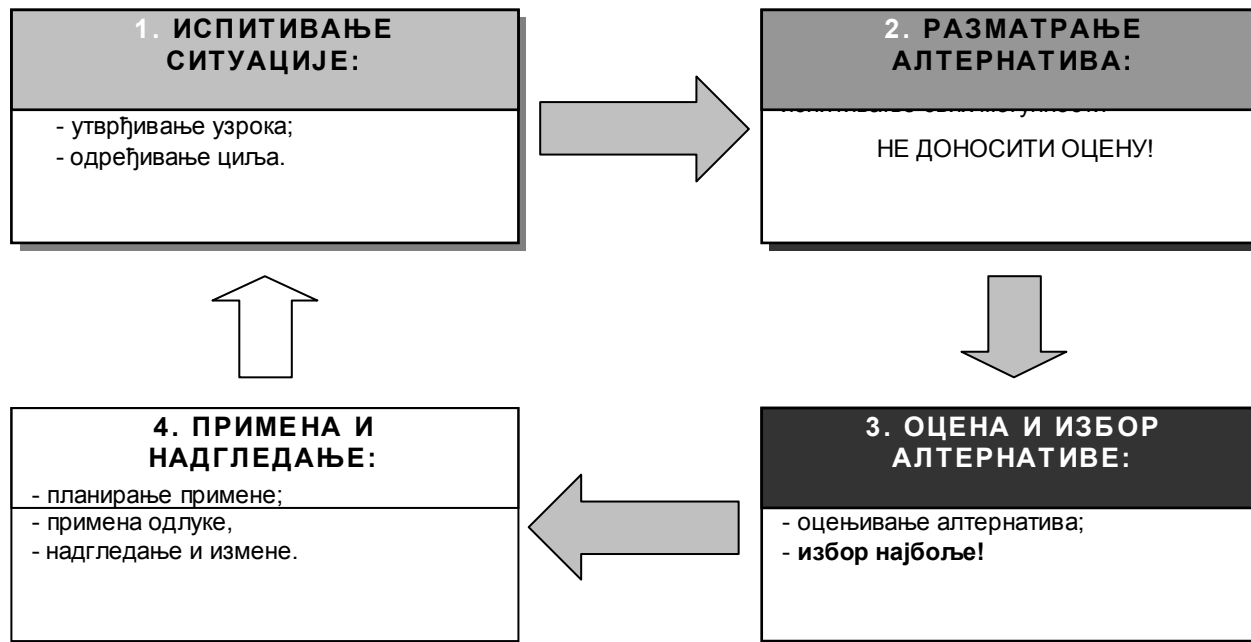 1. ИСПИТИВАЊЕ
СИТУАЦИЈЕ:
- утврђивање узрока;
- одређивање циља.
2. РАЗМАТРАЊЕ
АЛТЕРНАТИВА:
НЕ ДОНОСИТИ ОЦЕНУ!
3. ОЦЕНА И ИЗБОР
АЛТЕРНАТИВЕ:
- оцењивање алтернатива;
- избор најбоље!
4. ПРИМЕНА И
НАДГЛЕДАЊЕ:
- планирање примене;
- примена одлуке,
- надгледање и измене.